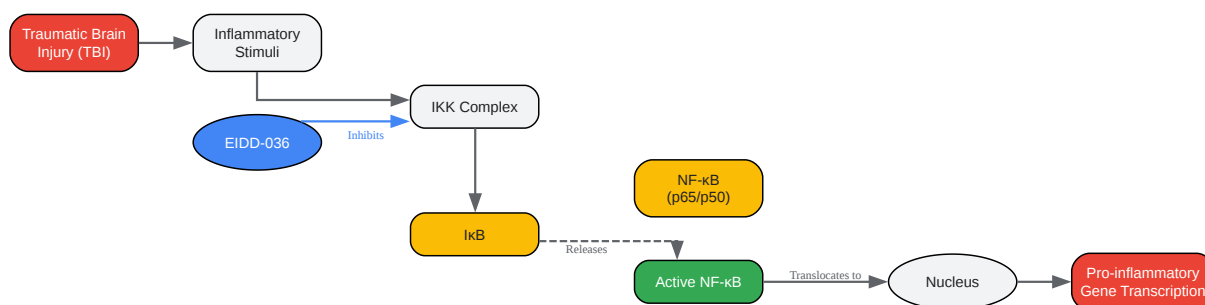 Traumatic Brain
Injury (TBI)
Inflammatory
Stimuli
IKK Complex
EIDD-036
Inhibits
NF-κB
(p65/p50)
IκB
Releases
Active NF-κB
Translocates to
Nucleus
Pro-inflammatory
Gene Transcription